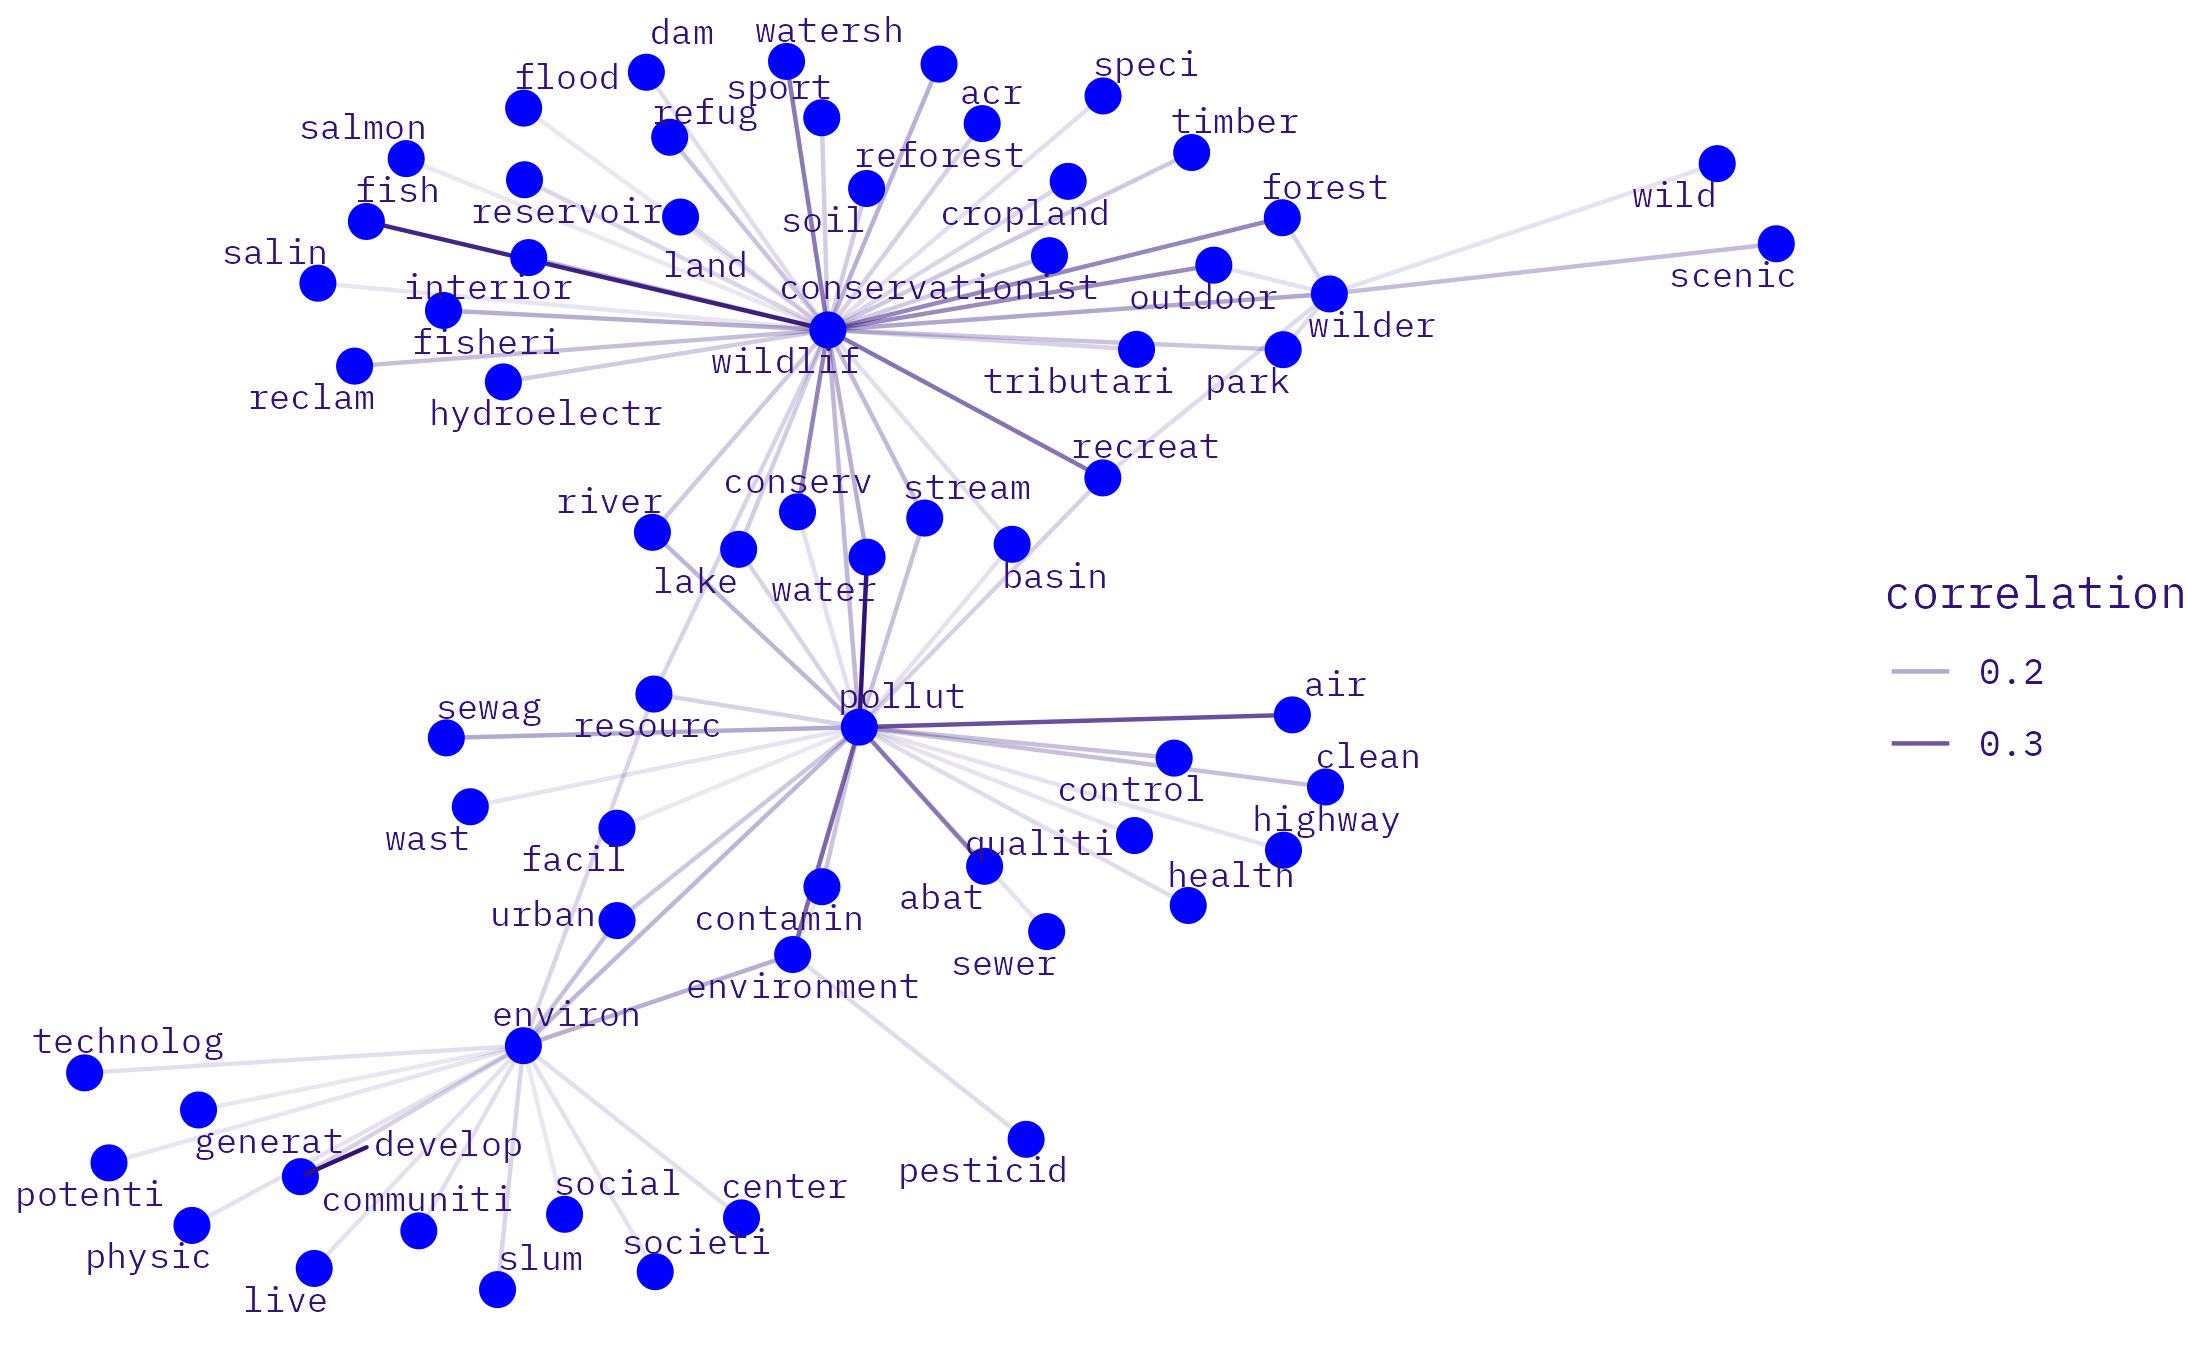 dam
watersh
flood
sport
speci
refug
acr
salmon
timber
reforest
fish
forest
wild
reservoir
soil
cropland
salin
land
scenic
interior
conservationist
outdoor
wilder
fisheri
wildlif
tributari
park
reclam
hydroelectr
recreat
conserv
stream
river
lake
water
basin
correlation
0.2
0.3
air
pollut
sewag
resourc
clean
control
highway
wast
qualiti
facil
health
abat
urban
contamin
sewer
environment
environ
technolog
generat
develop
pesticid
potenti
communiti
social
center
physic
slum
societi
live